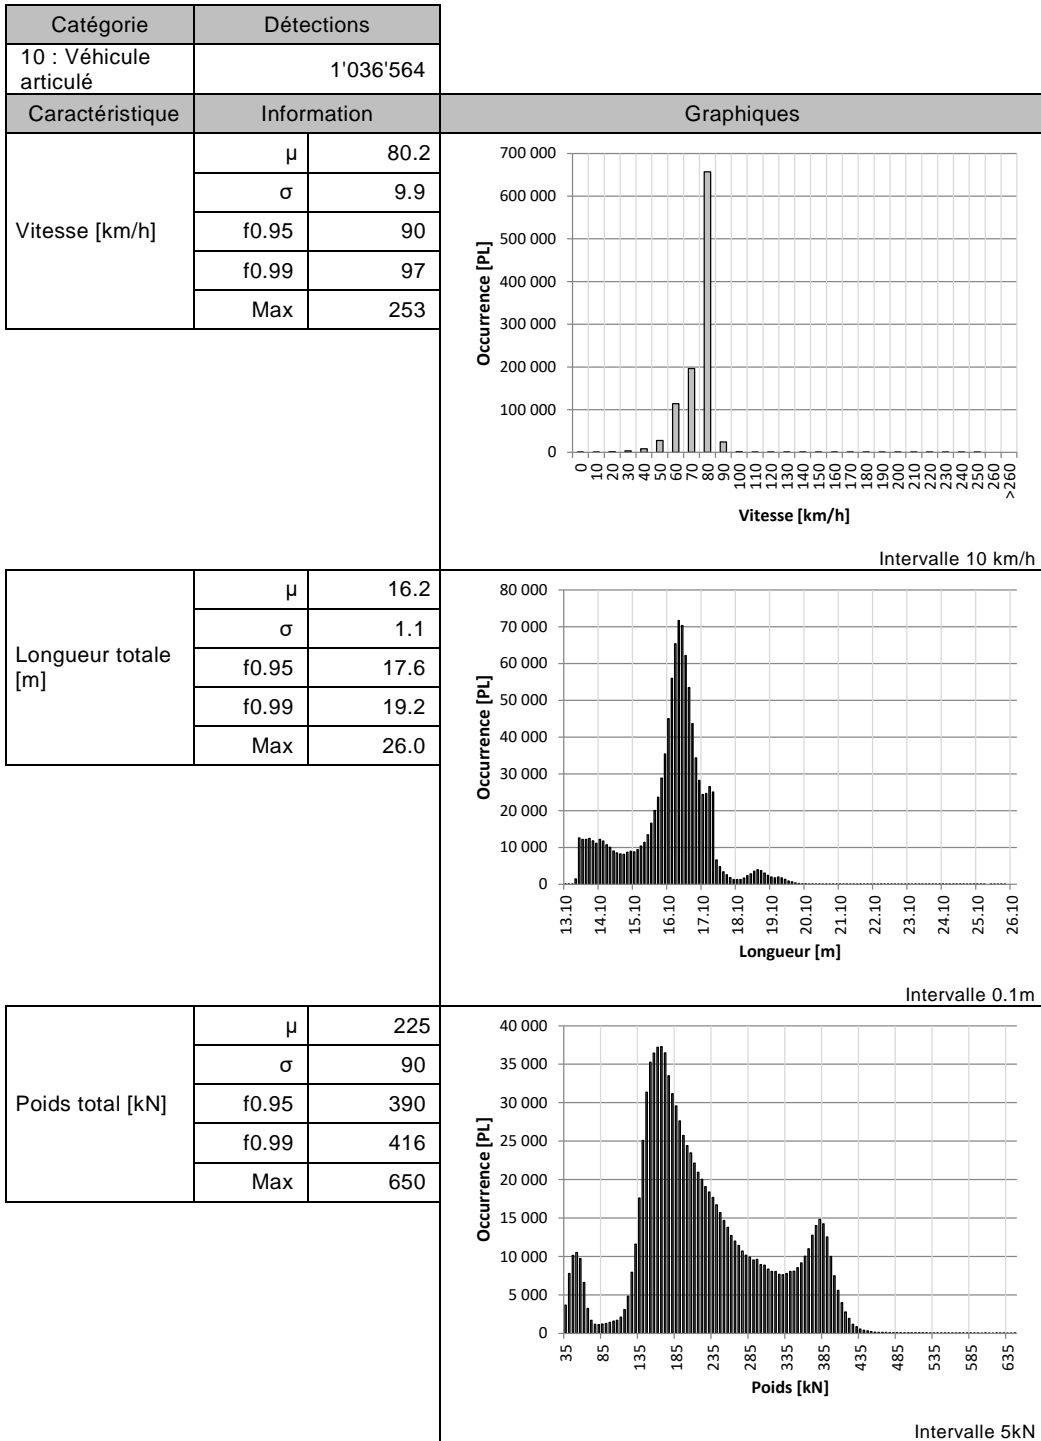 Catégorie Détections
10 : Véhicule
articulé 1'036'564
Caractéristique Information Graphiques
Vitesse [km/h]
µ 80.2
σ 9.9
f0.95 90
f0.99 97
Max 253
700 000
600 000
500 000
400 000
300 000
200 000
100 000
0
Occurrence [PL]
0 10 20 30 40 50 60 70 80 90 100 110 120 130 140 150 160 170 180 190 200 210 220 230 240 250 260 >260
Vitesse [km/h]
Intervalle 10 km/h
Longueur totale
[m]
µ 16.2
σ 1.1
f0.95 17.6
f0.99 19.2
Max 26.0
80 000
70 000
60 000
50 000
40 000
30 000
20 000
10 000
0
Occurrence [PL]
13.10 14.10 15.10 16.10 17.10 18.10 19.10 20.10 21.10 22.10 23.10 24.10 25.10 26.10
Longueur [m]
Intervalle 0.1m
Poids total [kN]
µ 225
σ 90
f0.95 390
f0.99 416
Max 650
40 000
35 000
30 000
25 000
20 000
15 000
10 000
5 000
0
Occurrence [PL]
35 85 135 185 235 285 335 385 435 485 535 585 635
Poids [kN]
Intervalle 5kN